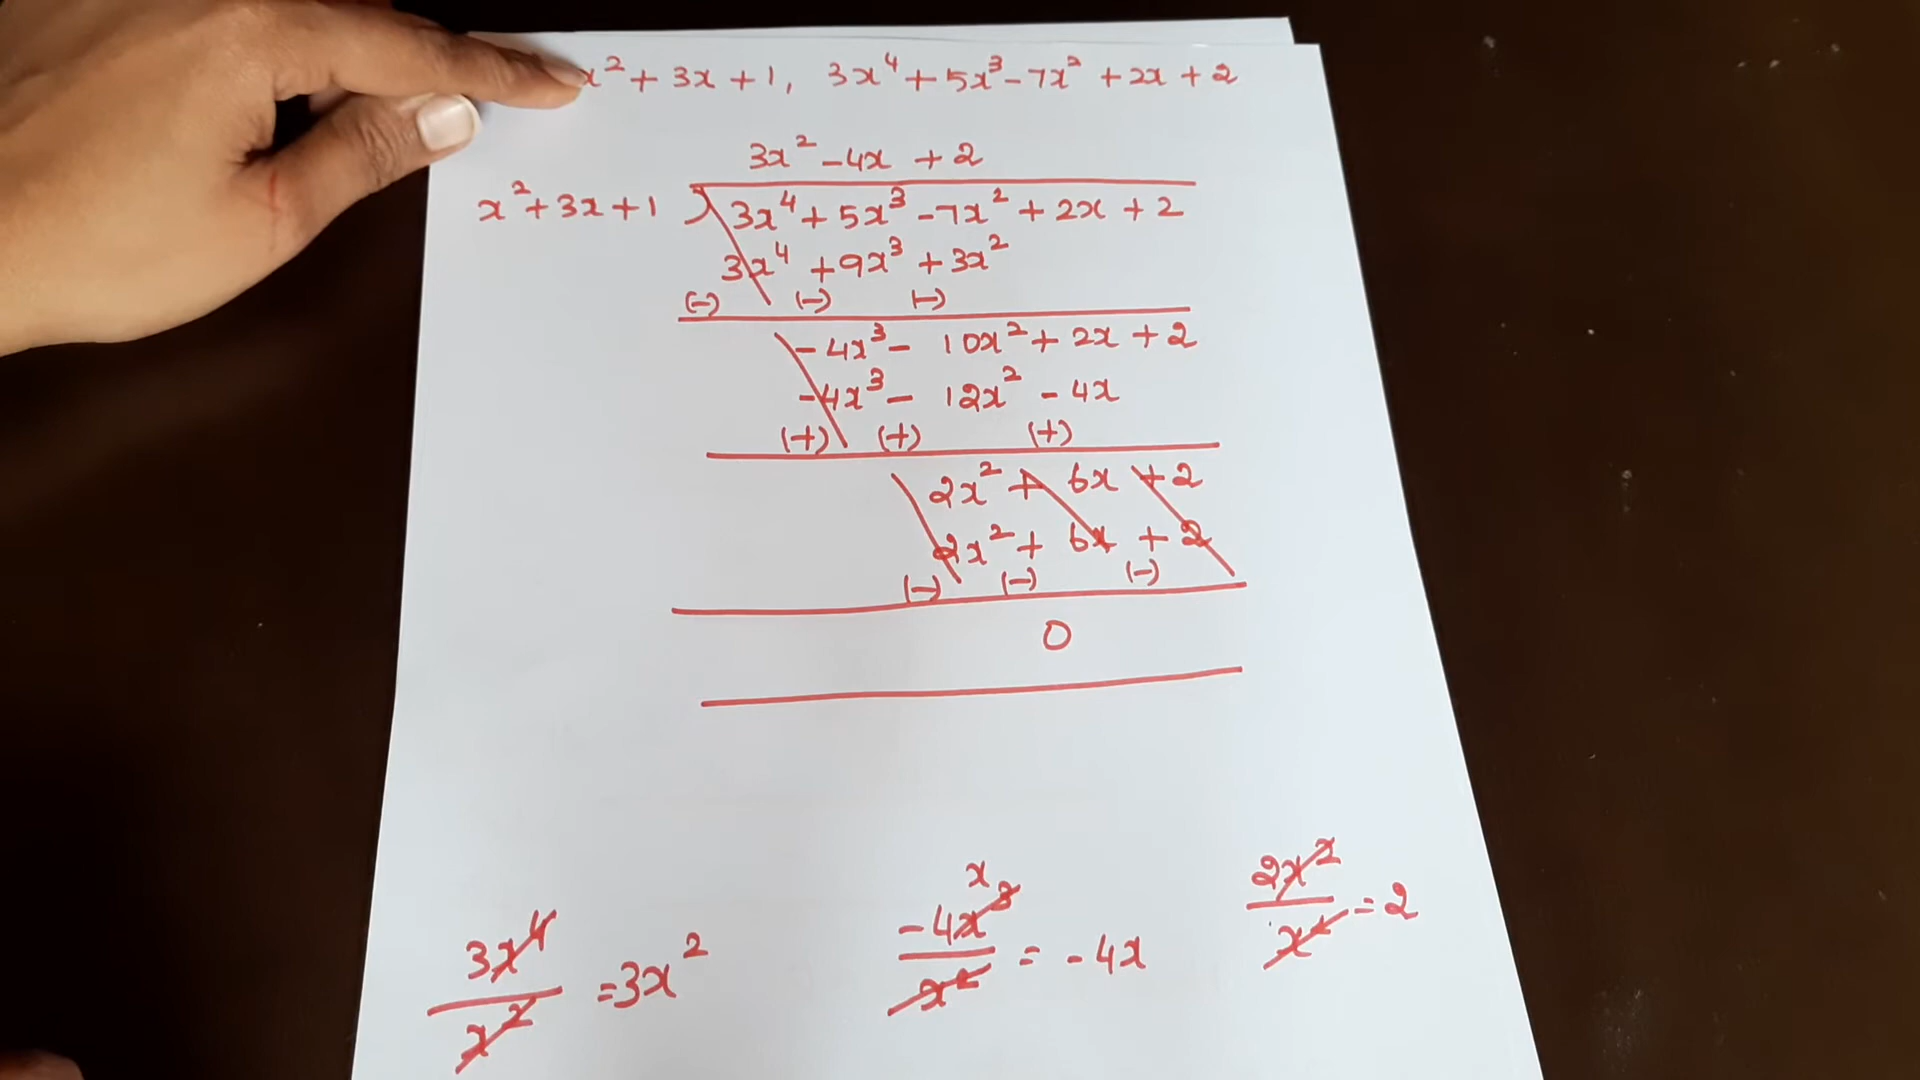 x² + 3x + 1, 3x⁴ + 5x³ - 7x² + 2x + 2
3x² - 4x + 2
x² + 3x + 1 ) 3x⁴ + 5x³ - 7x² + 2x + 2
3x⁴ + 9x³ + 3x²
(-) (-) (-)
- 4x³ - 10x² + 2x + 2
- 4x³ - 12x² - 4x
(+) (+) (+)
2x² + 6x + 2
2x² + 6x + 2
(-) (-) (-)
0
3x⁴/x² = 3x²
x
-4x³/x² = -4x
2x²/x² = 2